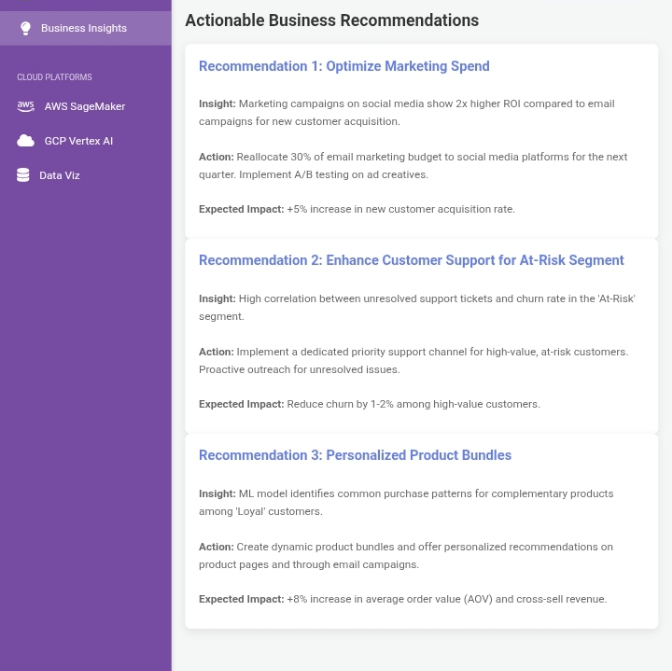 Business Insights
CLOUD PLATFORMS
aws
AWS SageMaker
GCP Vertex AI
Data Viz
Actionable Business Recommendations
Recommendation 1: Optimize Marketing Spend
Insight: Marketing campaigns on social media show 2x higher ROI compared to email
campaigns for new customer acquisition.
Action: Reallocate 30% of email marketing budget to social media platforms for the next
quarter. Implement A/B testing on ad creatives.
Expected Impact: +5% increase in new customer acquisition rate.
Recommendation 2: Enhance Customer Support for At-Risk Segment
Insight: High correlation between unresolved support tickets and churn rate in the 'At-Risk'
segment.
Action: Implement a dedicated priority support channel for high-value, at-risk customers.
Proactive outreach for unresolved issues.
Expected Impact: Reduce churn by 1-2% among high-value customers.
Recommendation 3: Personalized Product Bundles
Insight: ML model identifies common purchase patterns for complementary products
among 'Loyal' customers.
Action: Create dynamic product bundles and offer personalized recommendations on
product pages and through email campaigns.
Expected Impact: +8% increase in average order value (AOV) and cross-sell revenue.